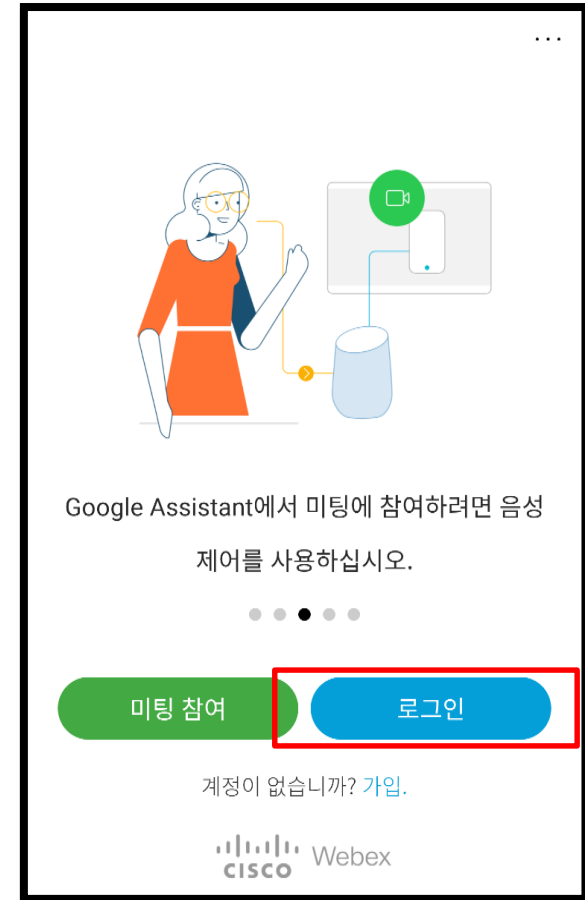 ...
Google Assistant에서 미팅에 참여하려면 음성
제어를 사용하십시오.
미팅 참여
로그인
계정이 없습니까? 가입.
CISCO Webex